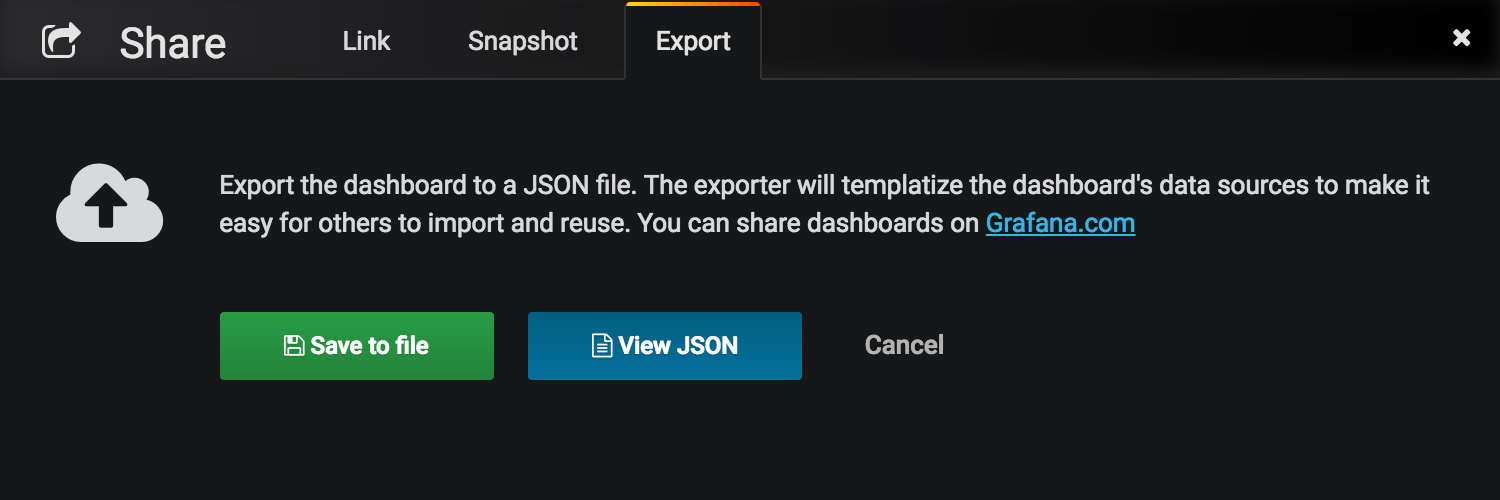 Share Link Snapshot Export
Export the dashboard to a JSON file. The exporter will templatize the dashboard's data sources to make it
easy for others to import and reuse. You can share dashboards on Grafana.com
Save to file View JSON Cancel